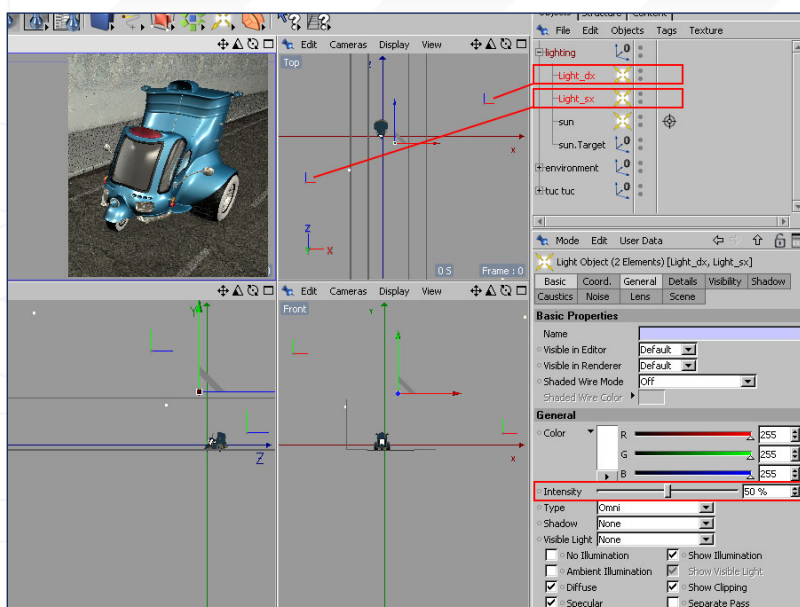 Objects Structure Content
File Edit Objects Tags Texture
lighting
Light_dx
Light_sx
sun
sun.Target
environment
tuc tuc
Edit Cameras Display View
Top
z
x
Z
Y X
0 S Frame : 0
Edit Cameras Display View
Front
Y
x
Y
Z
Mode Edit User Data
Light Object (2 Elements) [Light_dx, Light_sx]
Basic Coord. General Details Visibility Shadow
Caustics Noise Lens Scene
Basic Properties
Name
Visible in Editor Default
Visible in Renderer Default
Shaded Wire Mode Off
Shaded Wire Color
General
Color R 255
G 255
B 255
Intensity 50 %
Type Omni
Shadow None
Visible Light None
No Illumination Show Illumination
Ambient Illumination Show Visible Light
Diffuse Show Clipping
Specular Separate Pass